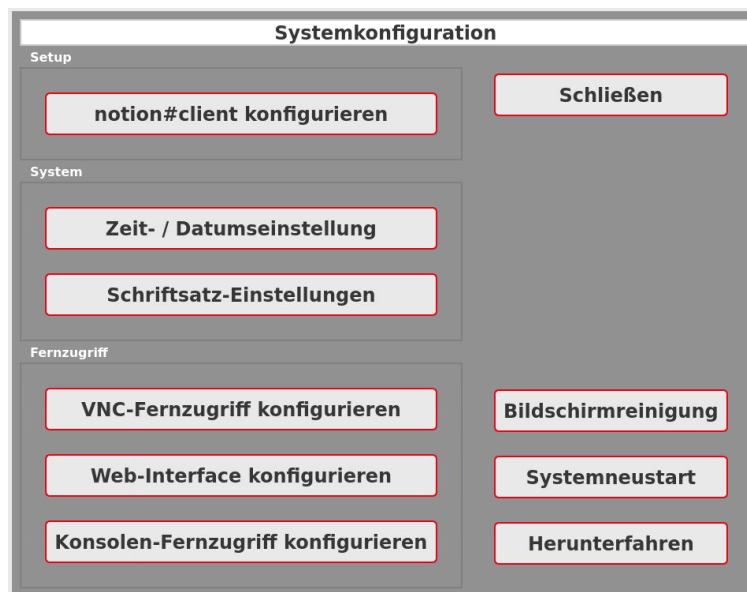 Systemkonfiguration
Setup
notion#client konfigurieren
Schließen
System
Zeit- / Datumseinstellung
Schriftsatz-Einstellungen
Fernzugriff
VNC-Fernzugriff konfigurieren
Bildschirmreinigung
Web-Interface konfigurieren
Systemneustart
Konsolen-Fernzugriff konfigurieren
Herunterfahren